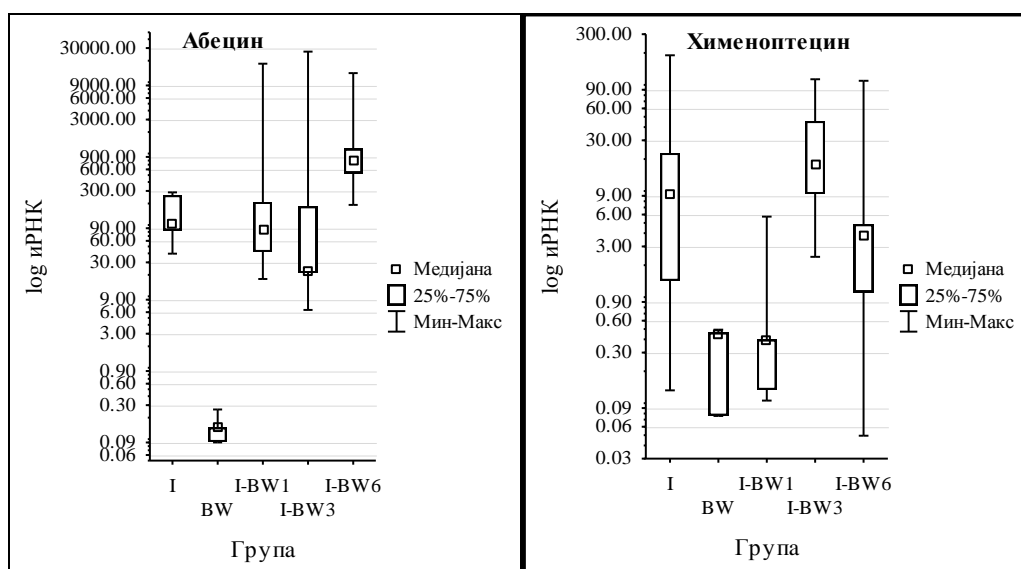 Абецин
log иРНК
30000.00
9000.00
6000.00
3000.00
900.00
600.00
300.00
90.00
60.00
30.00
9.00
6.00
3.00
0.90
0.60
0.30
0.09
0.06
I
BW
I-BW1
I-BW3
I-BW6
Група
Медијана
25%-75%
Мин-Макс
Хименоптецин
log иРНК
300.00
90.00
60.00
30.00
9.00
6.00
3.00
0.90
0.60
0.30
0.09
0.06
0.03
I
BW
I-BW1
I-BW3
I-BW6
Група
Медијана
25%-75%
Мин-Макс